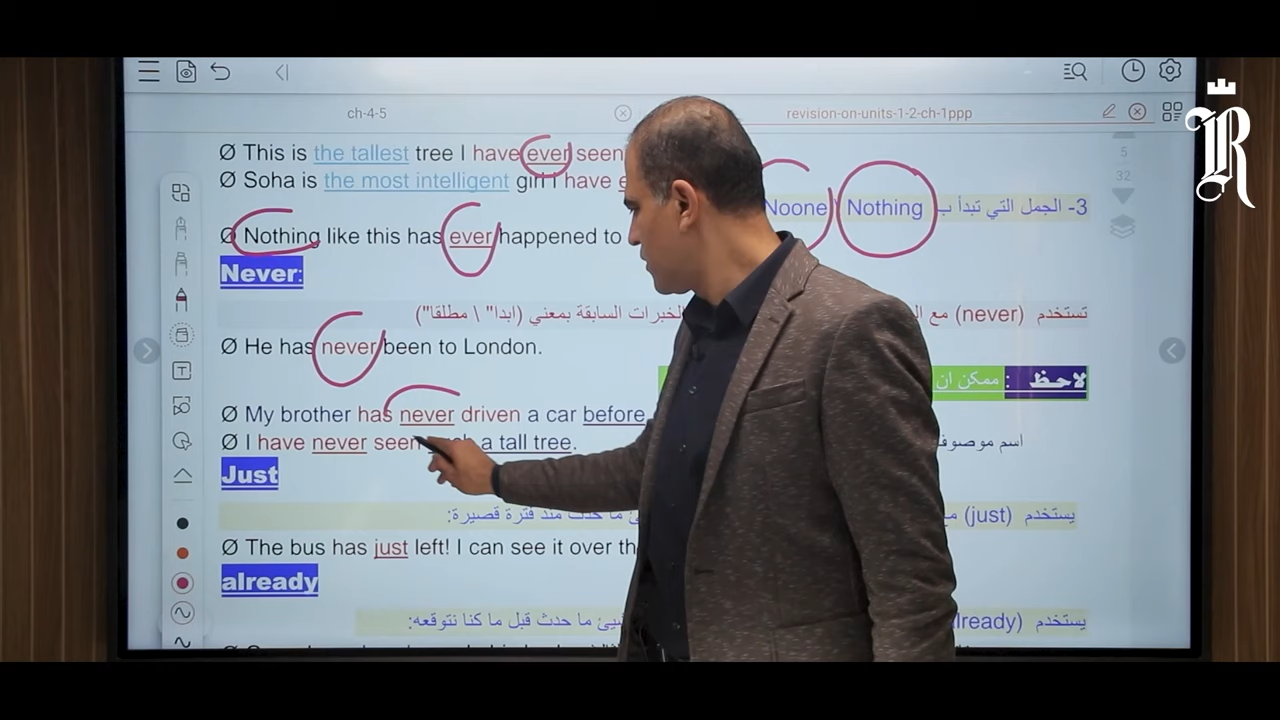 ch-4-5
revision-on-units-1-2-ch-1ppp
5
32
Ø This is the tallest tree I have ever seen
Ø Soha is the most intelligent girl I have
3- الجمل التي تبدأ ب Nothing \ Noone
Ø Nothing like this has ever happened to
Never:
تستخدم (never) مع الخبرات السابقة بمعني (ابدا" \ مطلقا")
Ø He has never been to London.
لاحظ : ممكن ان
Ø My brother has never driven a car before
Ø I have never seen a tall tree.
اسم موصوف
Just
يستخدم (just) ما حدث منذ فترة قصيرة:
Ø The bus has just left! I can see it over
already
يستخدم ما حدث قبل ما كنا نتوقعه:
R